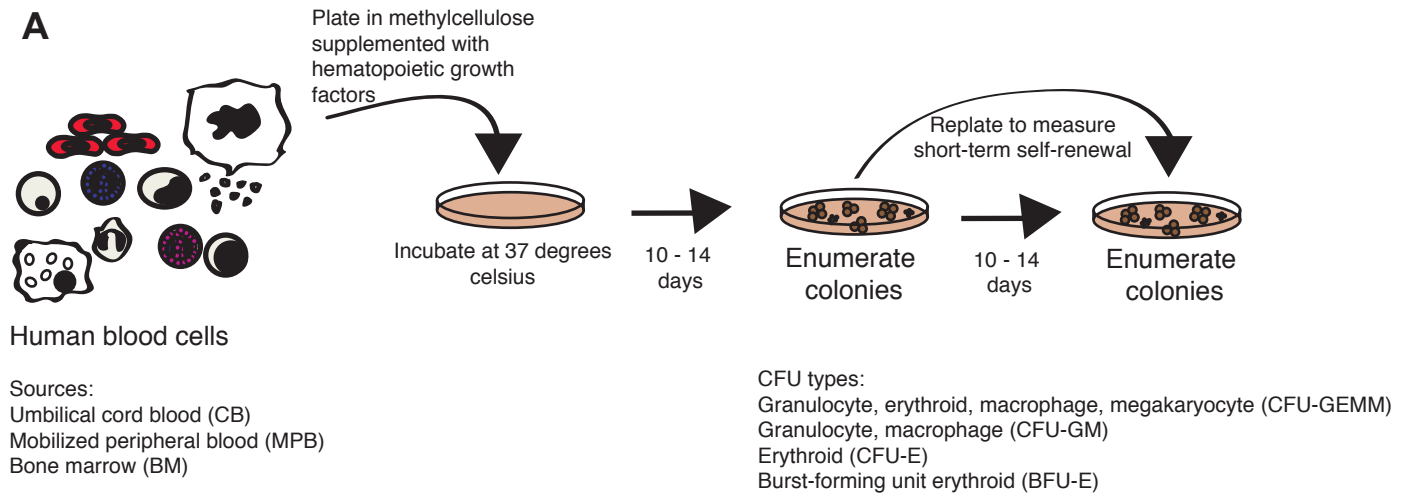 A
Plate in methylcellulose
supplemented with
hematopoietic growth
factors
Replate to measure
short-term self-renewal
Incubate at 37 degrees
celsius
10 - 14
days
Enumerate
colonies
10 - 14
days
Enumerate
colonies
Human blood cells
Sources:
Umbilical cord blood (CB)
Mobilized peripheral blood (MPB)
Bone marrow (BM)
CFU types:
Granulocyte, erythroid, macrophage, megakaryocyte (CFU-GEMM)
Granulocyte, macrophage (CFU-GM)
Erythroid (CFU-E)
Burst-forming unit erythroid (BFU-E)